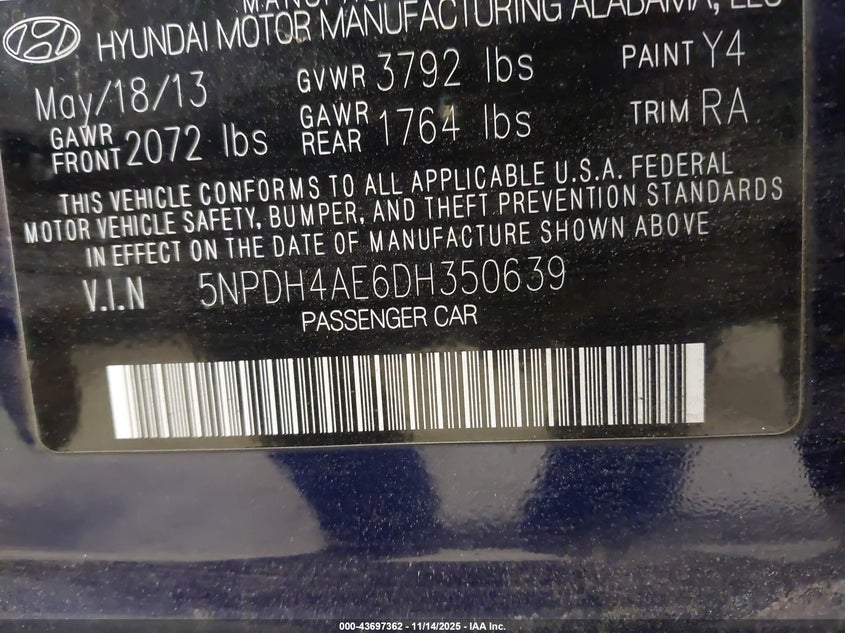 HYUNDAI MOTOR MANUFACTURING ALABAMA, LLC
May/18/13 GVWR 3792 lbs PAINT Y4
GAWR FRONT 2072 lbs GAWR REAR 1764 lbs TRIM RA
THIS VEHICLE CONFORMS TO ALL APPLICABLE U.S.A. FEDERAL
MOTOR VEHICLE SAFETY, BUMPER, AND THEFT PREVENTION STANDARDS
IN EFFECT ON THE DATE OF MANUFACTURE SHOWN ABOVE
V.I.N 5NPDH4AE6DH350639
PASSENGER CAR
000-43697362 - 11/14/2025 - IAA Inc.